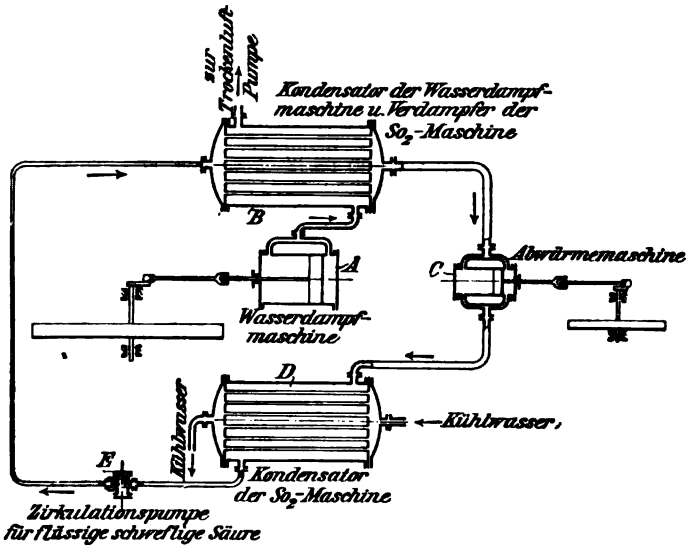 zur
Trockenluft-
Pumpe
Kondensator der Wasserdampf-
maschine u. Verdampfer der
So₂-Maschine
B
A
Wasserdampf-
maschine
C
Abwärmemaschine
D
Kühlwasser
Kühlwasser,
E
Kondensator
der So₂-Maschine
Zirkulationspumpe
für flüssige schweflige Säure